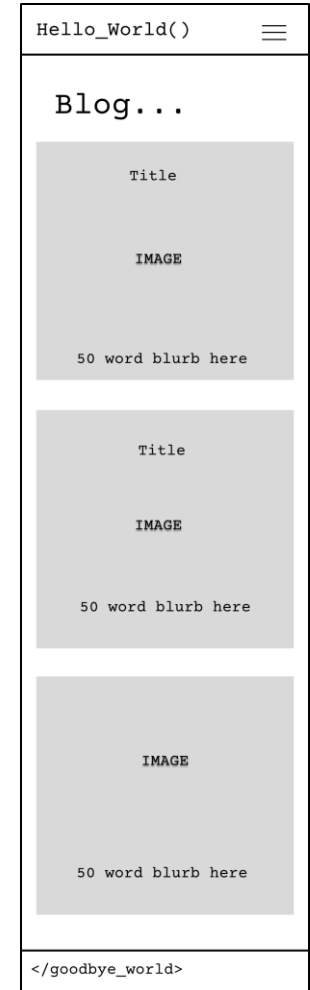 Hello_World()
Blog...
Title
IMAGE
50 word blurb here
Title
IMAGE
50 word blurb here
IMAGE
50 word blurb here
</goodbye_world>